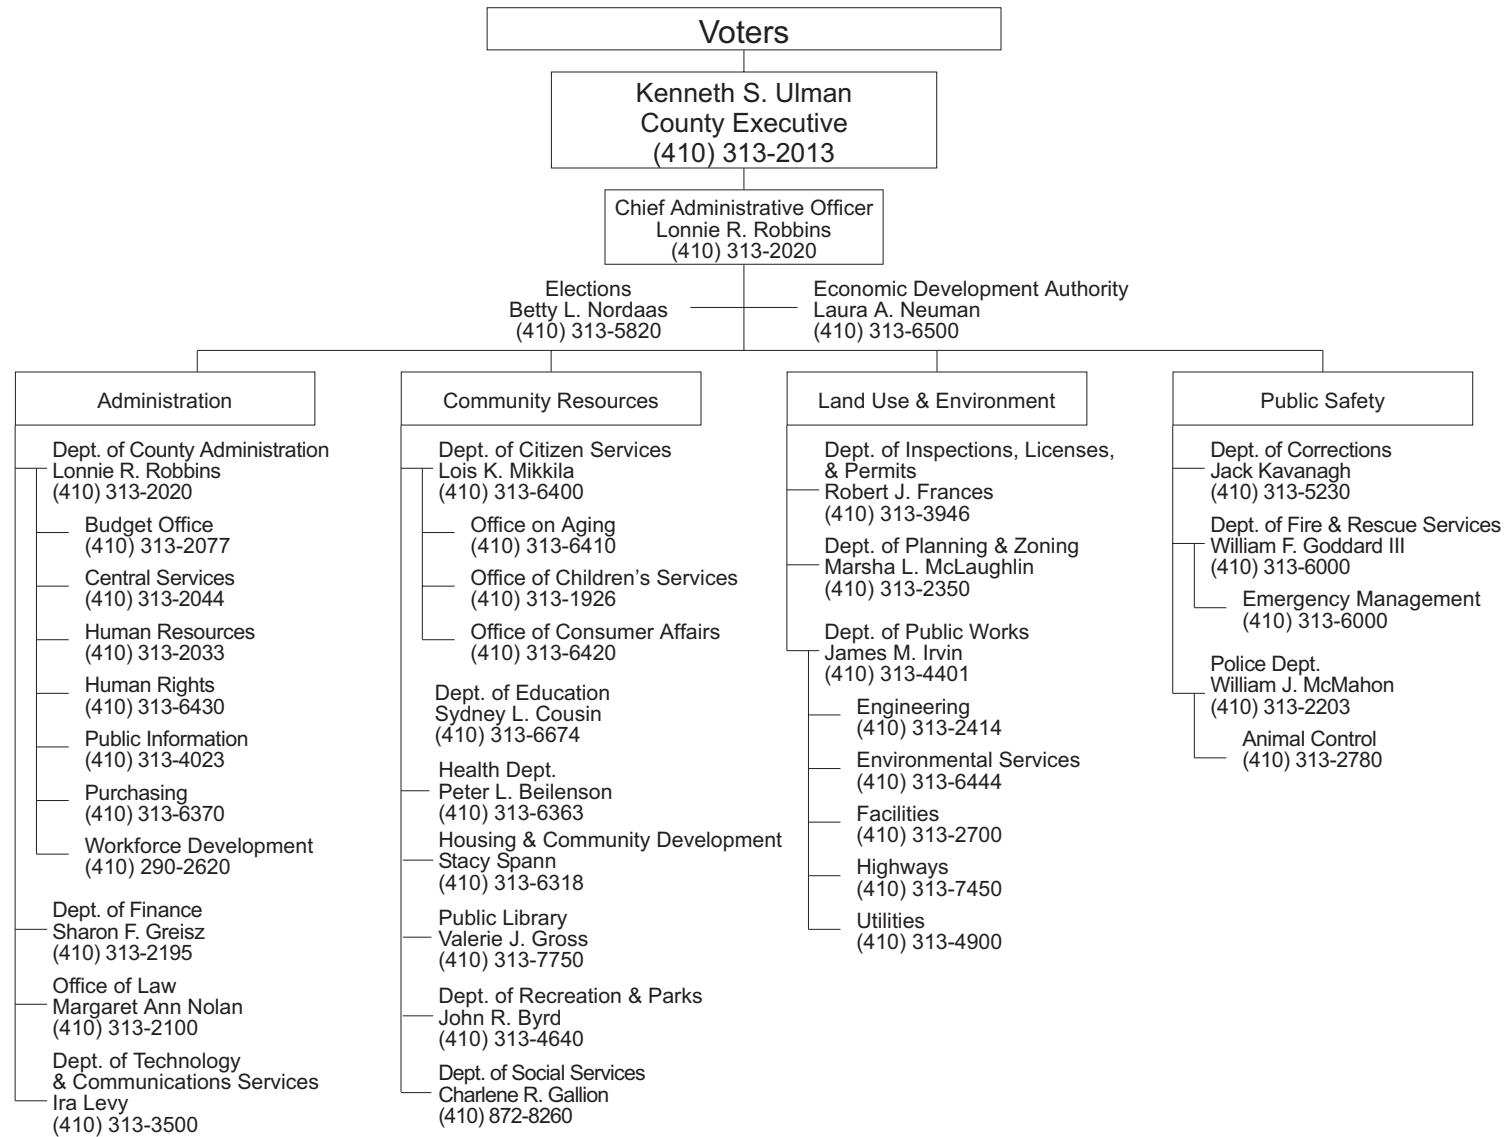 Voters
Kenneth S. Ulman
County Executive
(410) 313-2013
Chief Administrative Officer
Lonnie R. Robbins
(410) 313-2020
Elections
Betty L. Nordaas
(410) 313-5820
Economic Development Authority
Laura A. Neuman
(410) 313-6500
Administration
Dept. of County Administration
Lonnie R. Robbins
(410) 313-2020
Budget Office
(410) 313-2077
Central Services
(410) 313-2044
Human Resources
(410) 313-2033
Human Rights
(410) 313-6430
Public Information
(410) 313-4023
Purchasing
(410) 313-6370
Workforce Development
(410) 290-2620
Dept. of Finance
Sharon F. Greisz
(410) 313-2195
Office of Law
Margaret Ann Nolan
(410) 313-2100
Dept. of Technology
& Communications Services
Ira Levy
(410) 313-3500
Community Resources
Dept. of Citizen Services
Lois K. Mikkila
(410) 313-6400
Office on Aging
(410) 313-6410
Office of Children’s Services
(410) 313-1926
Office of Consumer Affairs
(410) 313-6420
Dept. of Education
Sydney L. Cousin
(410) 313-6674
Health Dept.
Peter L. Beilenson
(410) 313-6363
Housing & Community Development
Stacy Spann
(410) 313-6318
Public Library
Valerie J. Gross
(410) 313-7750
Dept. of Recreation & Parks
John R. Byrd
(410) 313-4640
Dept. of Social Services
Charlene R. Gallion
(410) 872-8260
Land Use & Environment
Dept. of Inspections, Licenses,
& Permits
Robert J. Frances
(410) 313-3946
Dept. of Planning & Zoning
Marsha L. McLaughlin
(410) 313-2350
Dept. of Public Works
James M. Irvin
(410) 313-4401
Engineering
(410) 313-2414
Environmental Services
(410) 313-6444
Facilities
(410) 313-2700
Highways
(410) 313-7450
Utilities
(410) 313-4900
Public Safety
Dept. of Corrections
Jack Kavanagh
(410) 313-5230
Dept. of Fire & Rescue Services
William F. Goddard III
(410) 313-6000
Emergency Management
(410) 313-6000
Police Dept.
William J. McMahon
(410) 313-2203
Animal Control
(410) 313-2780